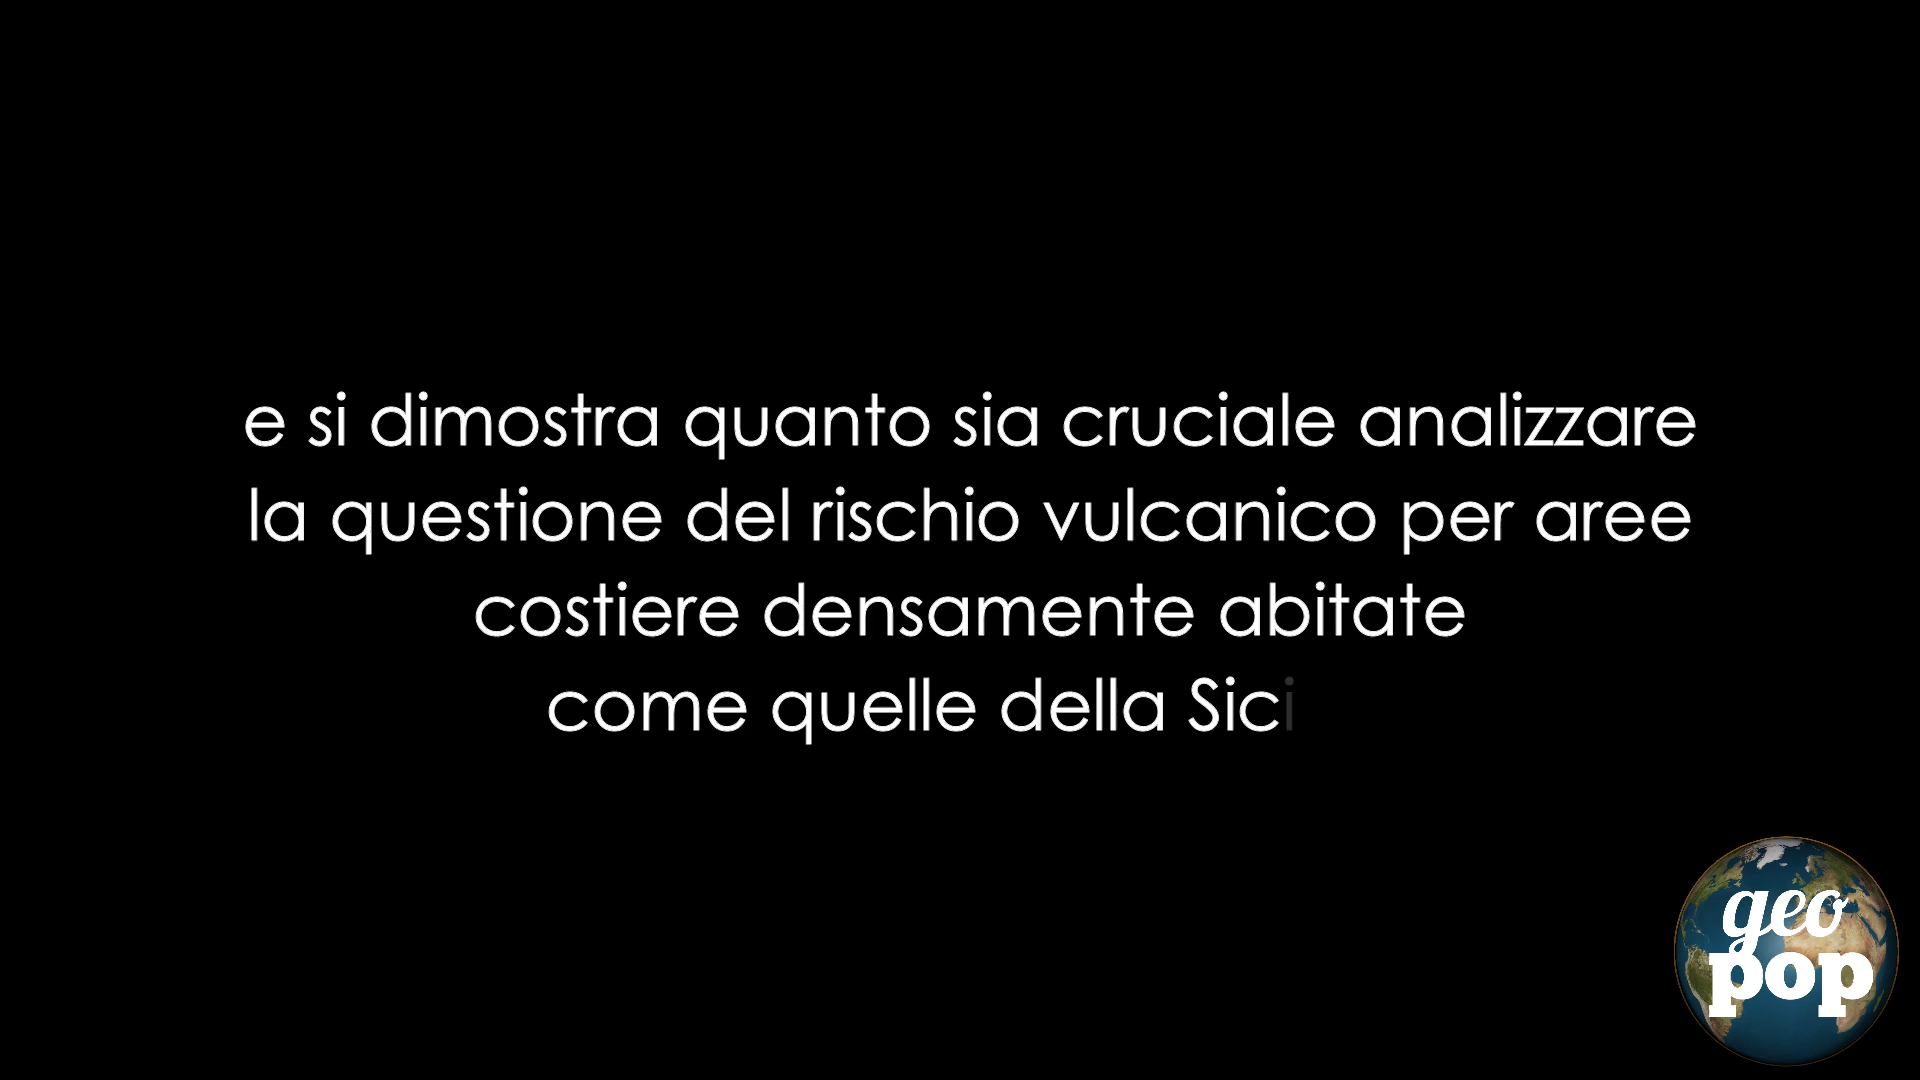 e si dimostra quanto sia cruciale analizzare
la questione del rischio vulcanico per aree
costiere densamente abitate
come quelle della Sici
geo
pop